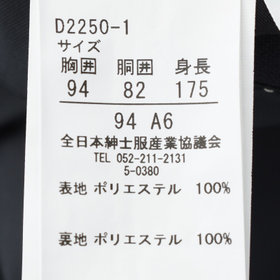 D2250-1
サイズ
胸囲 胴囲 身長
94 82 175
94 A6
全日本紳士服産業協議会
TEL 052-211-2131
5-0380
表地 ポリエステル 100%
裏地 ポリエステル 100%